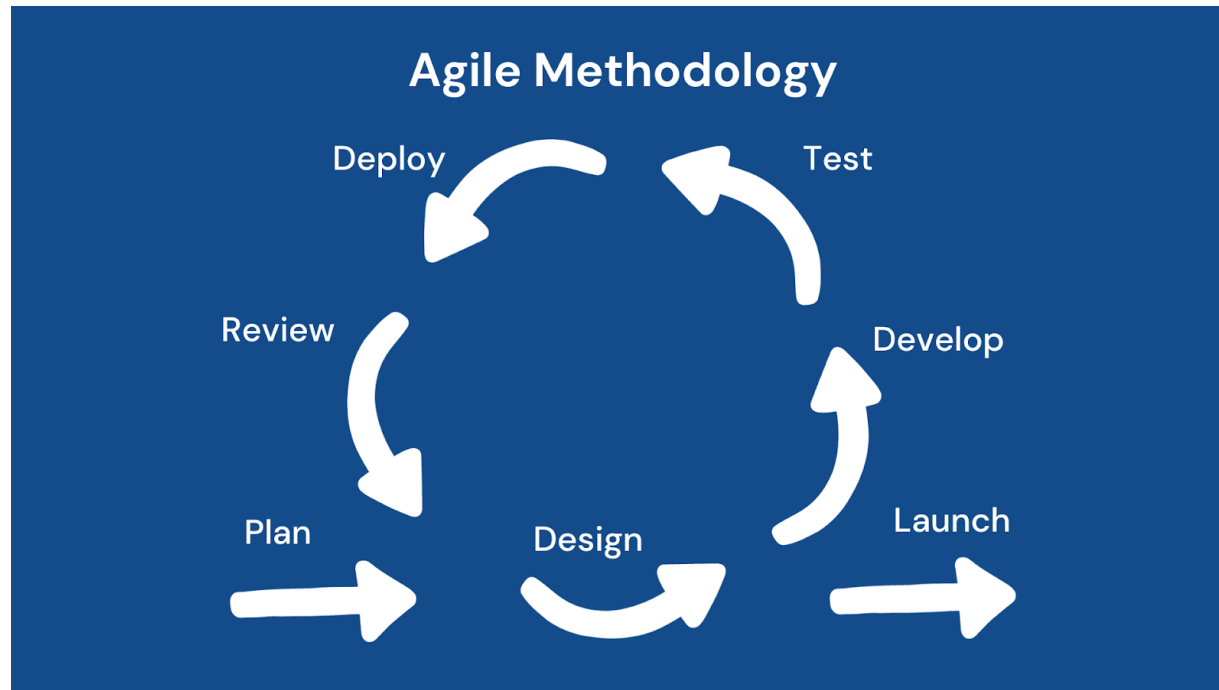 Agile Methodology
Deploy
Test
Review
Develop
Plan
Design
Launch